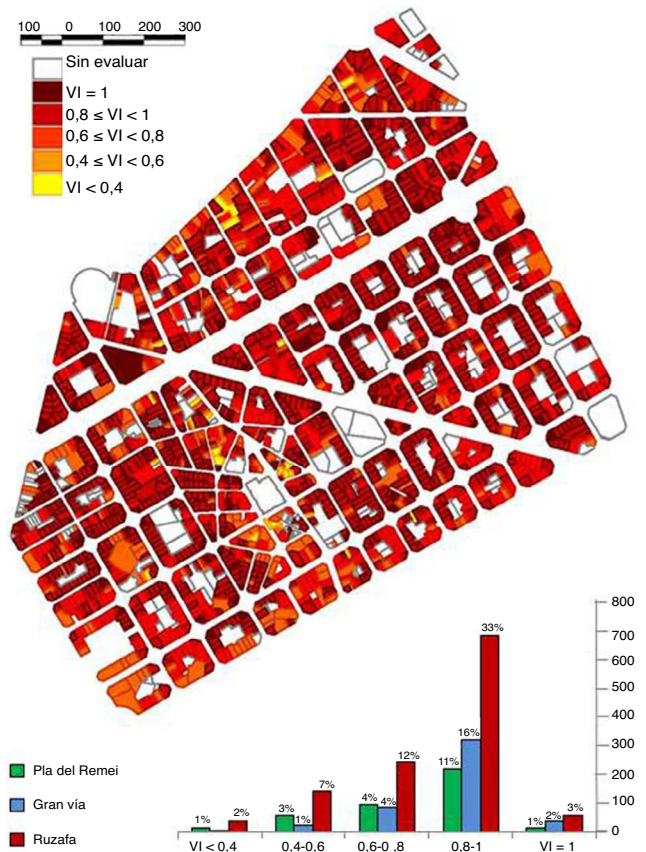 100 0 100 200 300
Sin evaluar
VI = 1
0,8 ≤ VI < 1
0,6 ≤ VI < 0,8
0,4 ≤ VI < 0,6
VI < 0,4
800
700
600
500
400
300
200
100
0
1% 2%
3% 1% 7%
4% 4% 12%
11% 16% 33%
1% 2% 3%
VI < 0,4 0,4-0,6 0,6-0 ,8 0,8-1 VI = 1
Pla del Remei
Gran vía
Ruzafa